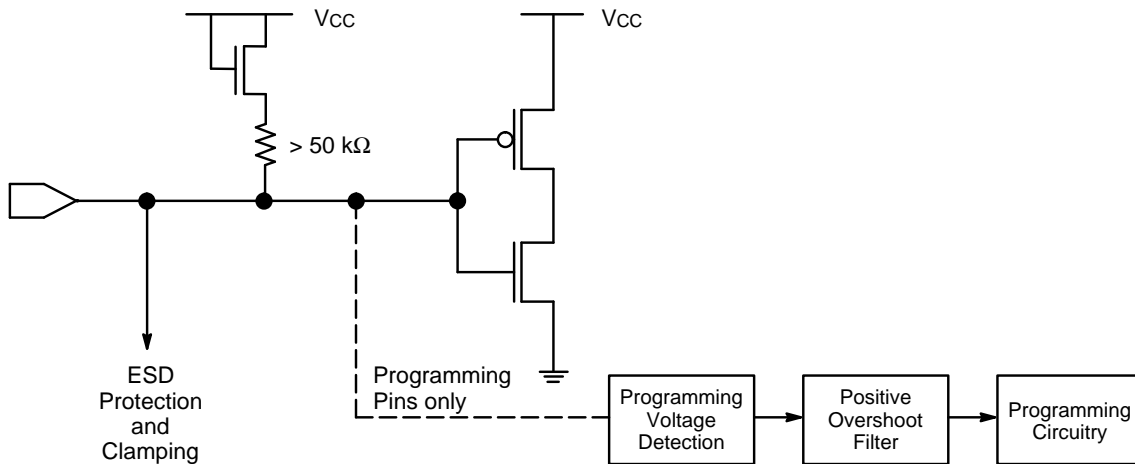 VCC
VCC
> 50 kΩ
ESD
Protection
and
Clamping
Programming
Pins only
Programming
Voltage
Detection
Positive
Overshoot
Filter
Programming
Circuitry